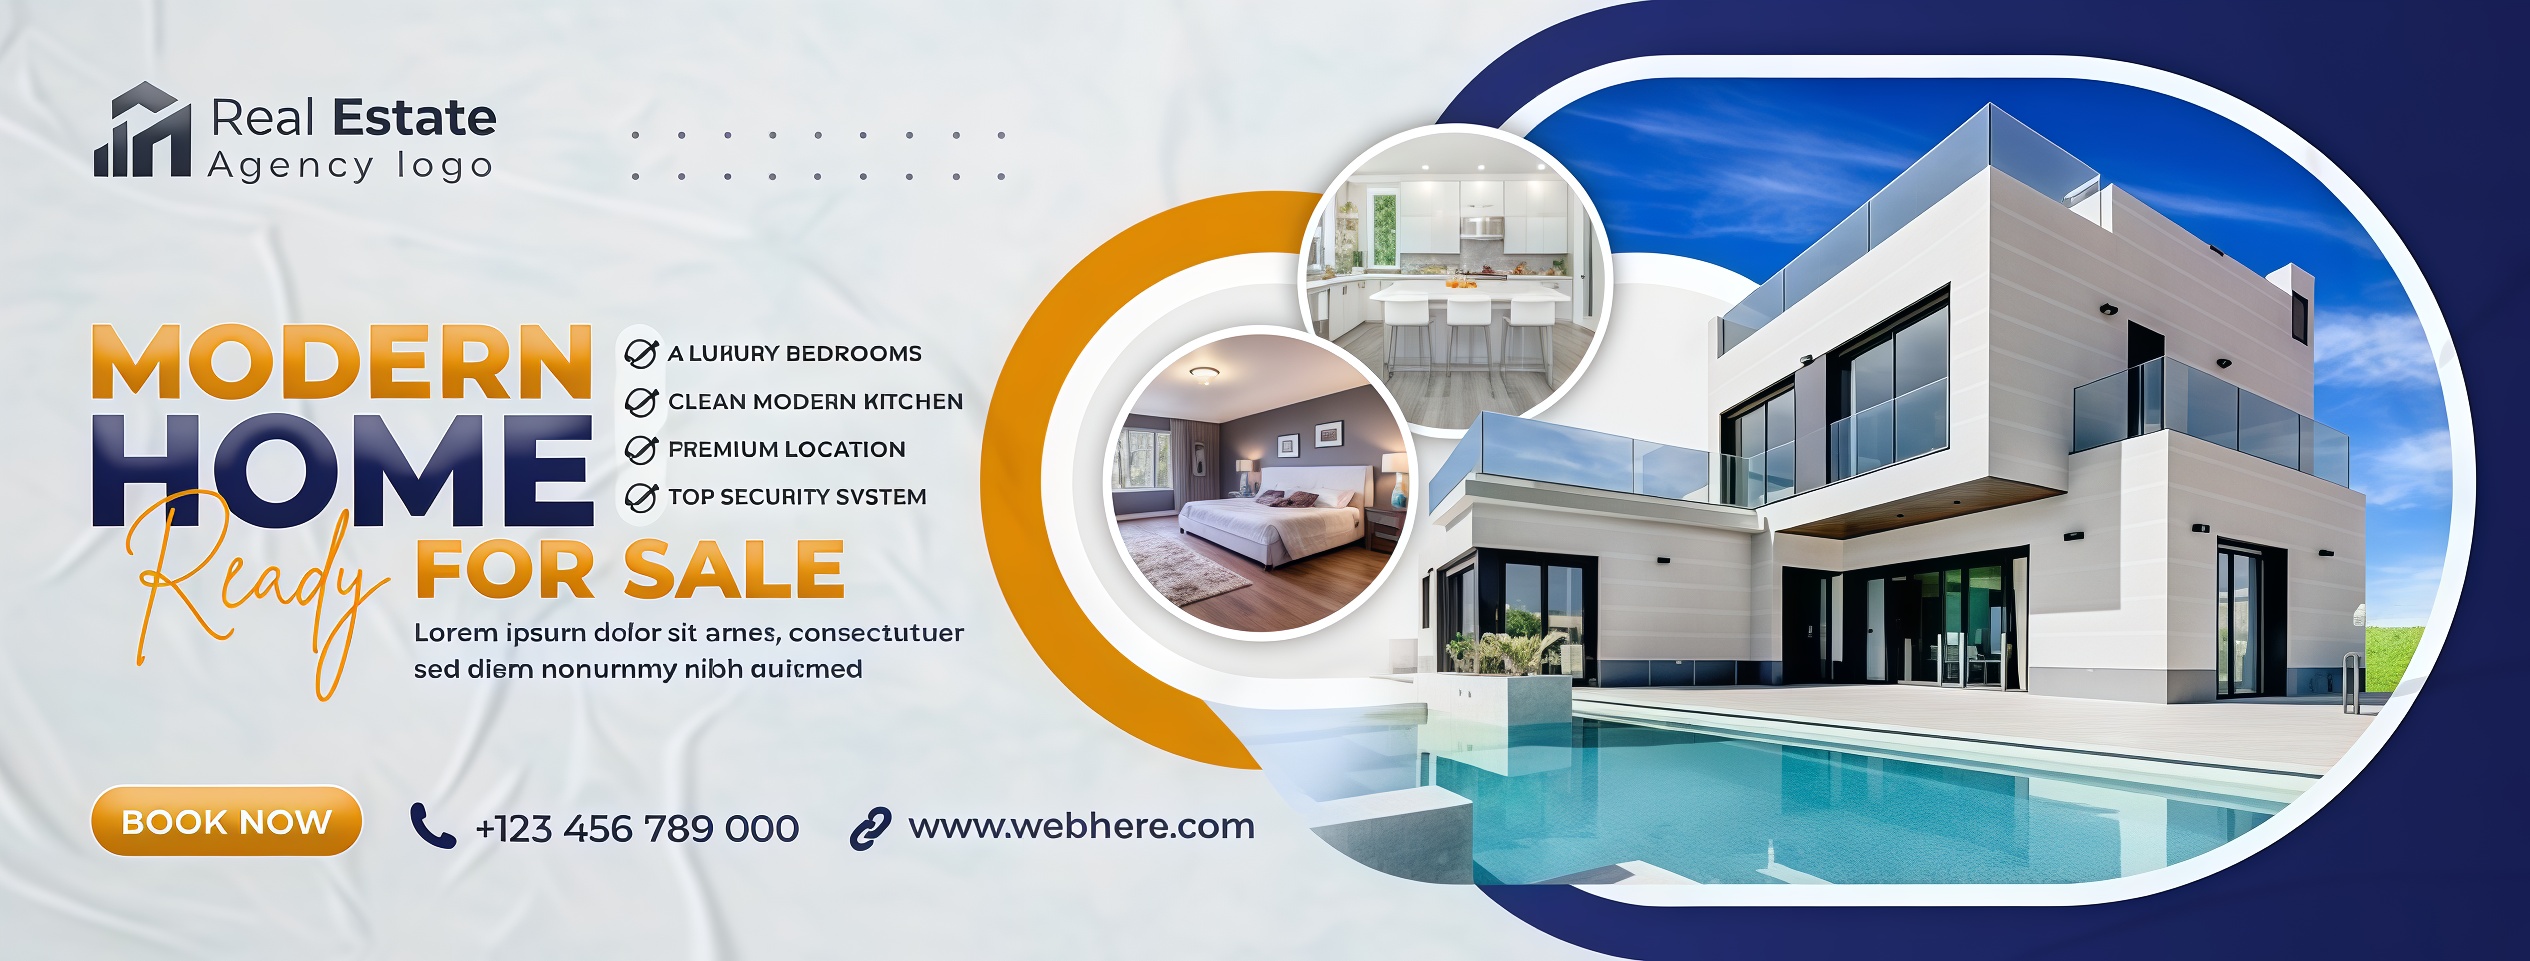 Real Estate
Agency logo
MODERN
HOME
Ready FOR SALE
A LUHURY BEDROOMS
CLEAN MODERN KITCHEN
PREMIUM LOCATION
TOP SECURITY SVSTEM
Lorem ipsurn dolor sit arnes, consectutuer
sed diem nonurnmy nibh auitmed
BOOK NOW
+123 456 789 000
www.webhere.com